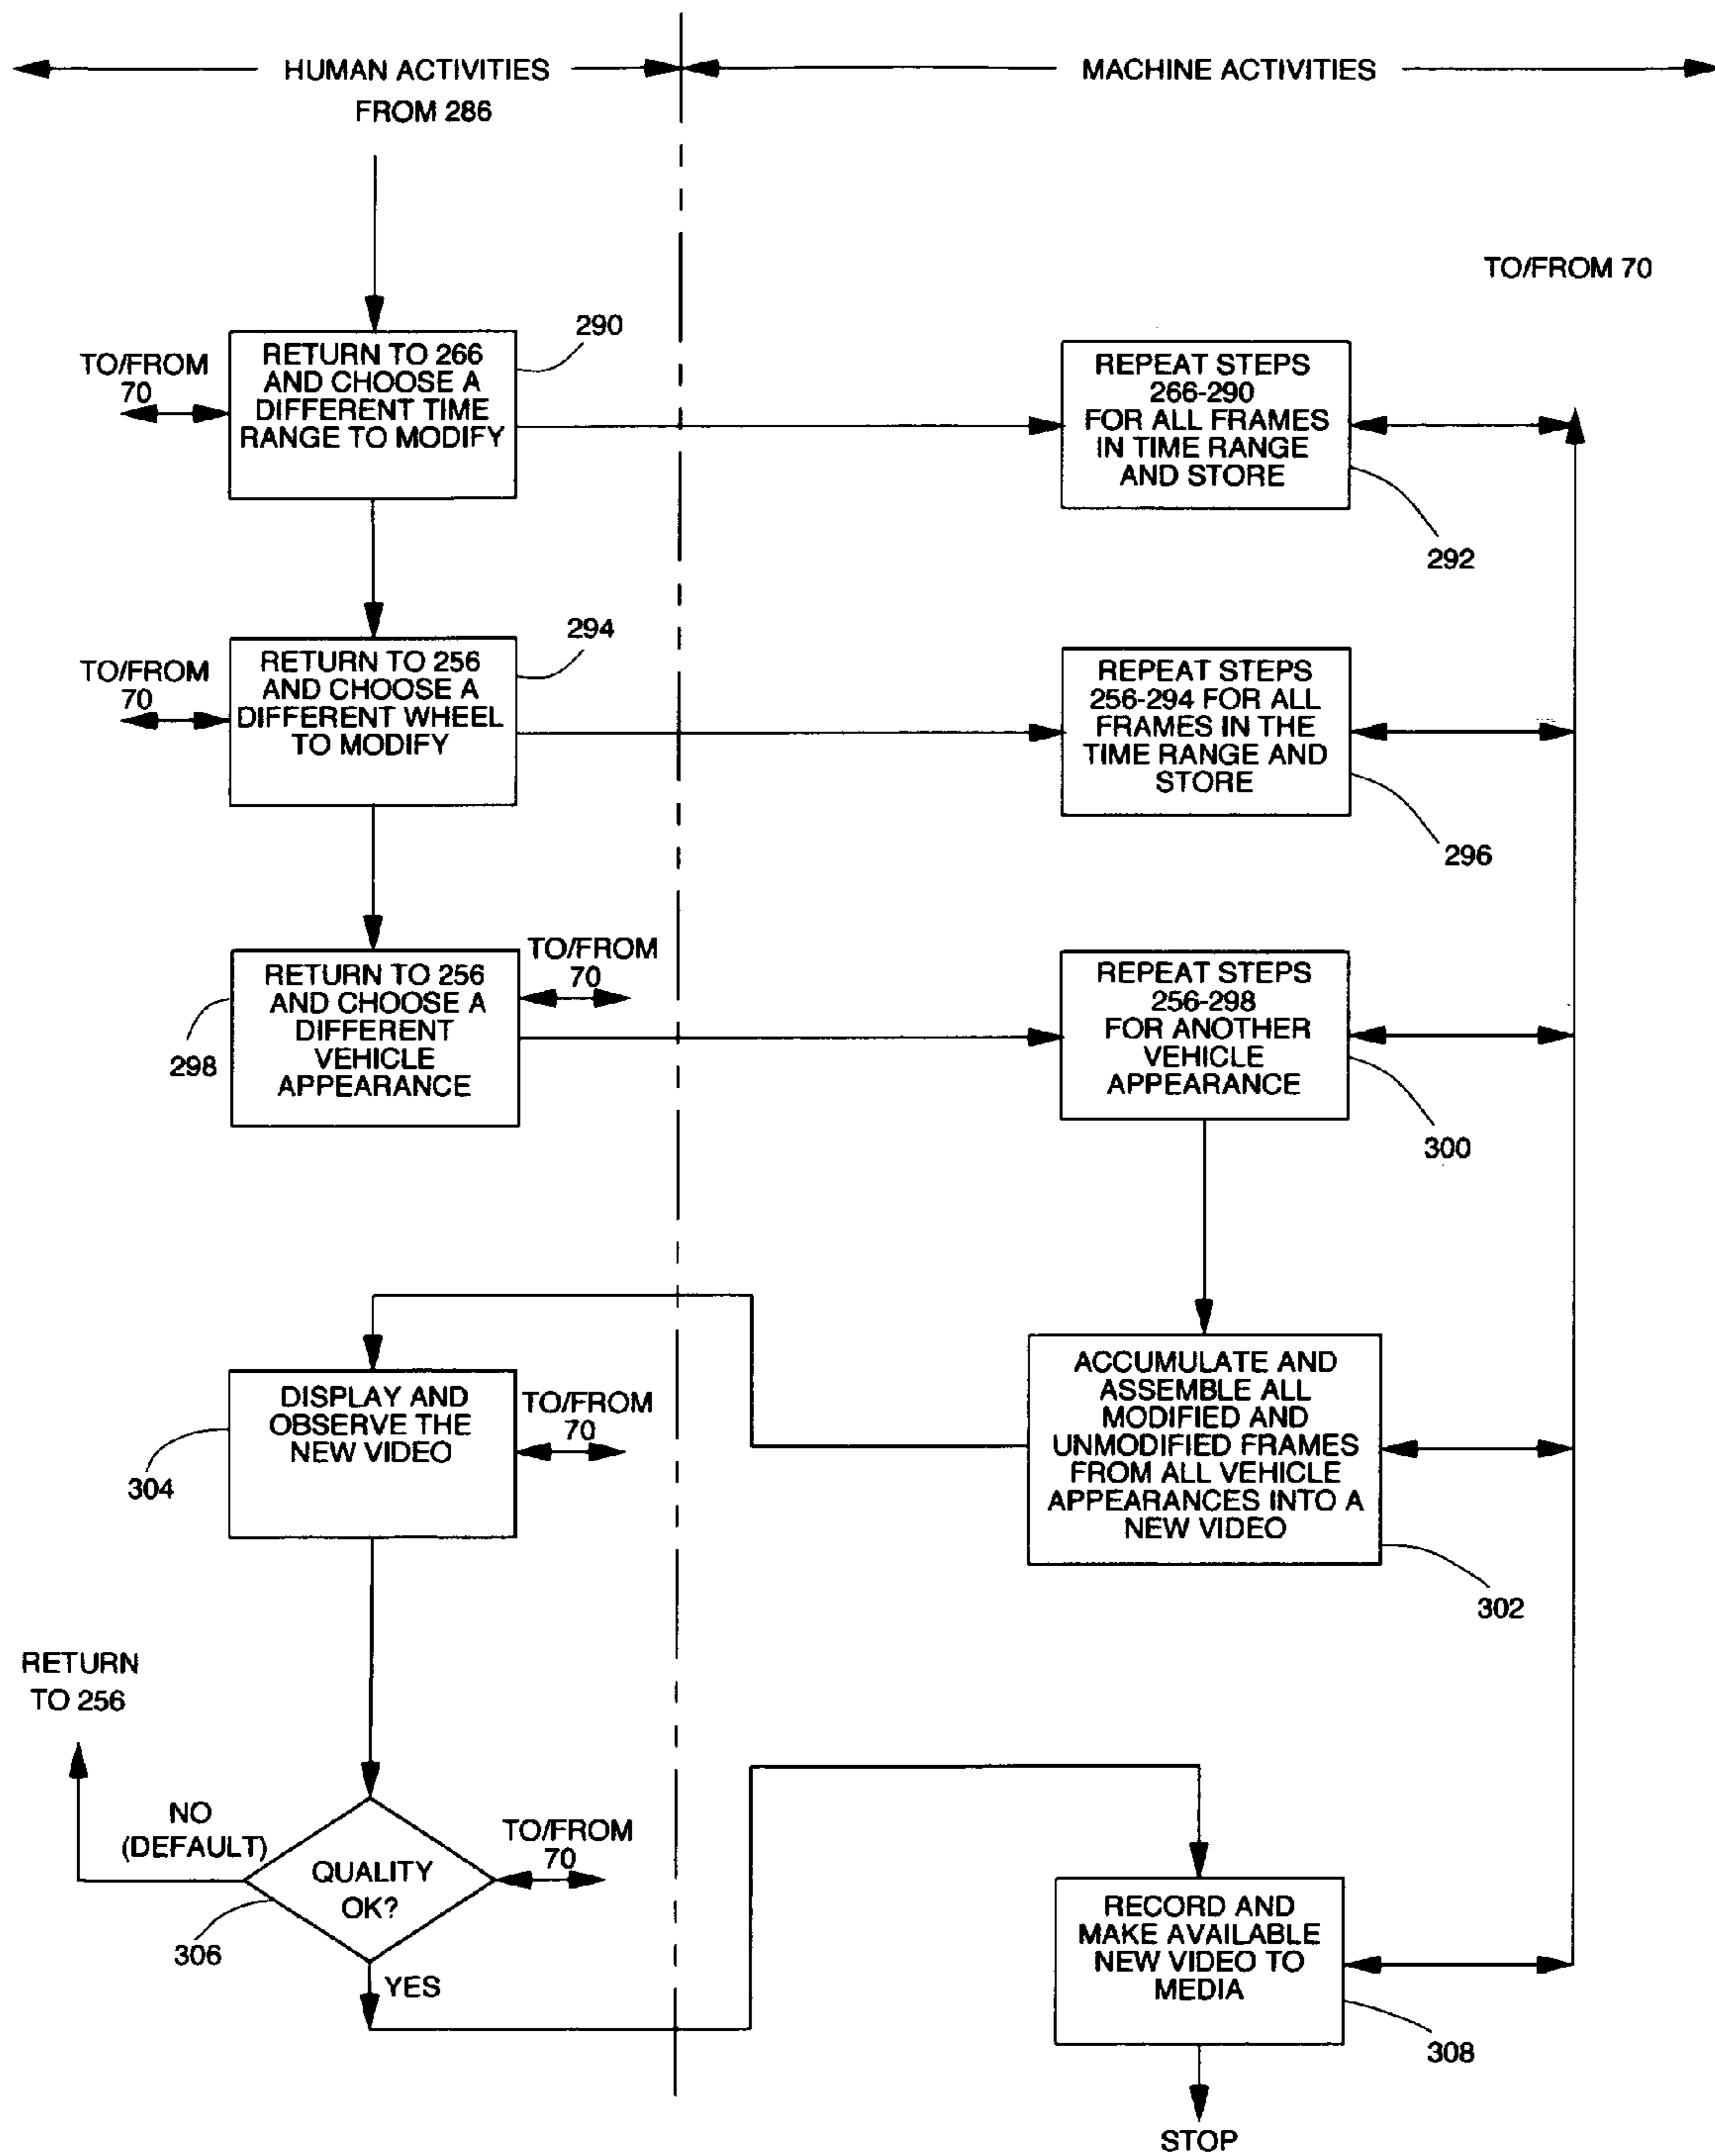 HUMAN ACTIVITIES
MACHINE ACTIVITIES
FROM 286
TO/FROM 70
290
TO/FROM
70
RETURN TO 266
AND CHOOSE A
DIFFERENT TIME
RANGE TO MODIFY
REPEAT STEPS
266-290
FOR ALL FRAMES
IN TIME RANGE
AND STORE
292
294
TO/FROM
70
RETURN TO 256
AND CHOOSE A
DIFFERENT WHEEL
TO MODIFY
REPEAT STEPS
256-294 FOR ALL
FRAMES IN THE
TIME RANGE AND
STORE
296
RETURN TO 256
AND CHOOSE A
DIFFERENT
VEHICLE
APPEARANCE
298
TO/FROM
70
REPEAT STEPS
256-298
FOR ANOTHER
VEHICLE
APPEARANCE
300
ACCUMULATE AND
ASSEMBLE ALL
MODIFIED AND
UNMODIFIED FRAMES
FROM ALL VEHICLE
APPEARANCES INTO A
NEW VIDEO
302
DISPLAY AND
OBSERVE THE
NEW VIDEO
304
TO/FROM
70
RETURN
TO 256
NO
(DEFAULT)
QUALITY
OK?
306
TO/FROM
70
YES
RECORD AND
MAKE AVAILABLE
NEW VIDEO TO
MEDIA
308
STOP